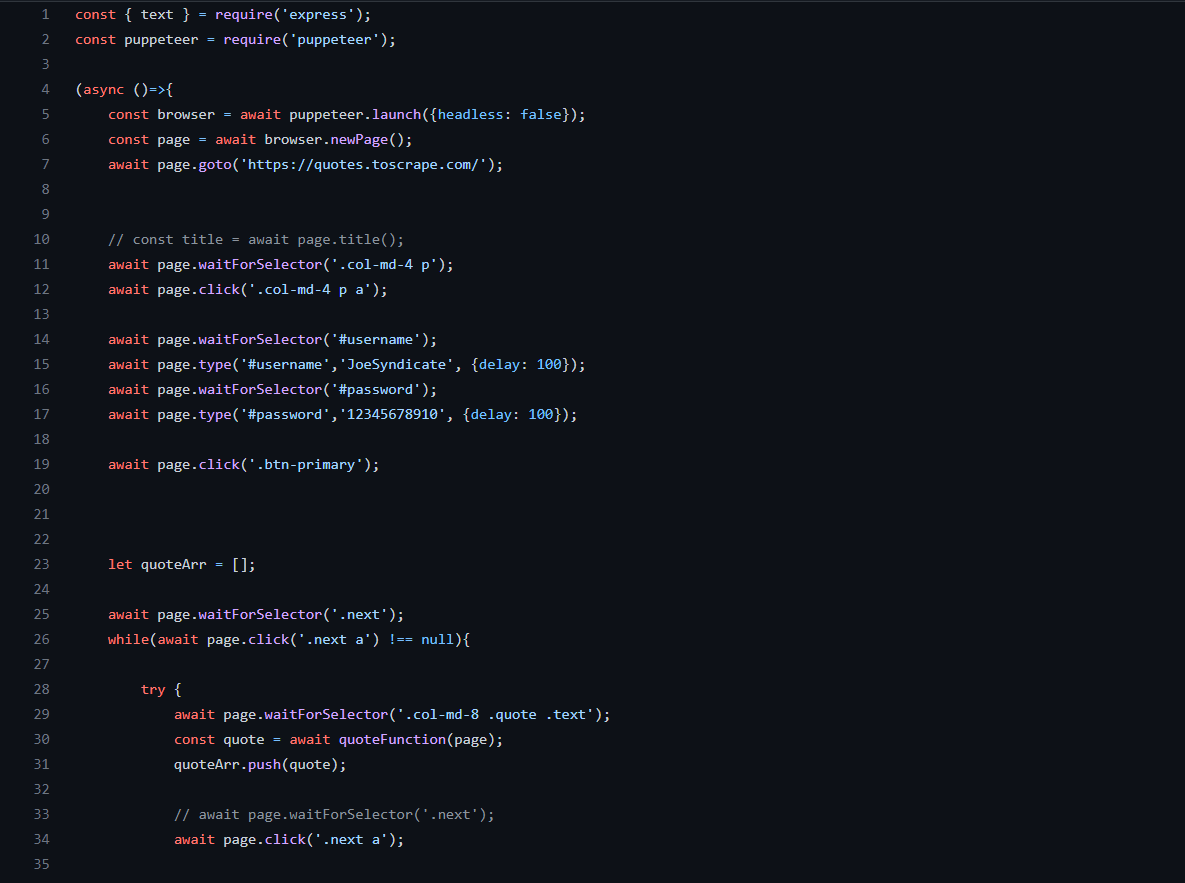 1 const { text } = require('express');
2 const puppeteer = require('puppeteer');
3
4 (async ()=>{
5     const browser = await puppeteer.launch({headless: false});
6     const page = await browser.newPage();
7     await page.goto('https://quotes.toscrape.com/');
8
9
10     // const title = await page.title();
11     await page.waitForSelector('.col-md-4 p');
12     await page.click('.col-md-4 p a');
13
14     await page.waitForSelector('#username');
15     await page.type('#username','JoeSyndicate', {delay: 100});
16     await page.waitForSelector('#password');
17     await page.type('#password','12345678910', {delay: 100});
18
19     await page.click('.btn-primary');
20
21
22
23     let quoteArr = [];
24
25     await page.waitForSelector('.next');
26     while(await page.click('.next a') !== null){
27
28         try {
29             await page.waitForSelector('.col-md-8 .quote .text');
30             const quote = await quoteFunction(page);
31             quoteArr.push(quote);
32
33             // await page.waitForSelector('.next');
34             await page.click('.next a');
35